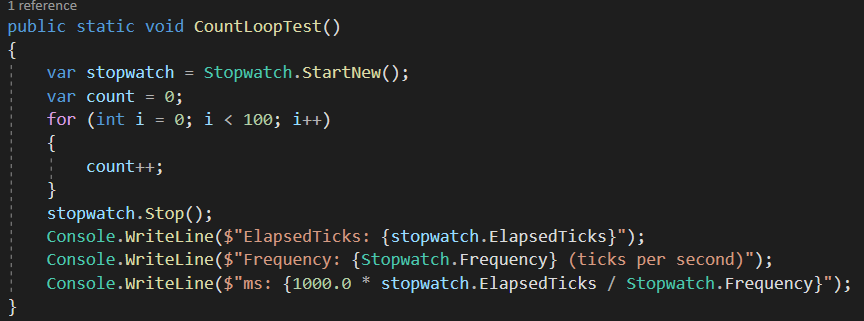 1 reference
public static void CountLoopTest()
{
    var stopwatch = Stopwatch.StartNew();
    var count = 0;
    for (int i = 0; i < 100; i++)
    {
        count++;
    }
    stopwatch.Stop();
    Console.WriteLine($"ElapsedTicks: {stopwatch.ElapsedTicks}");
    Console.WriteLine($"Frequency: {Stopwatch.Frequency} (ticks per second)");
    Console.WriteLine($"ms: {1000.0 * stopwatch.ElapsedTicks / Stopwatch.Frequency}");
}